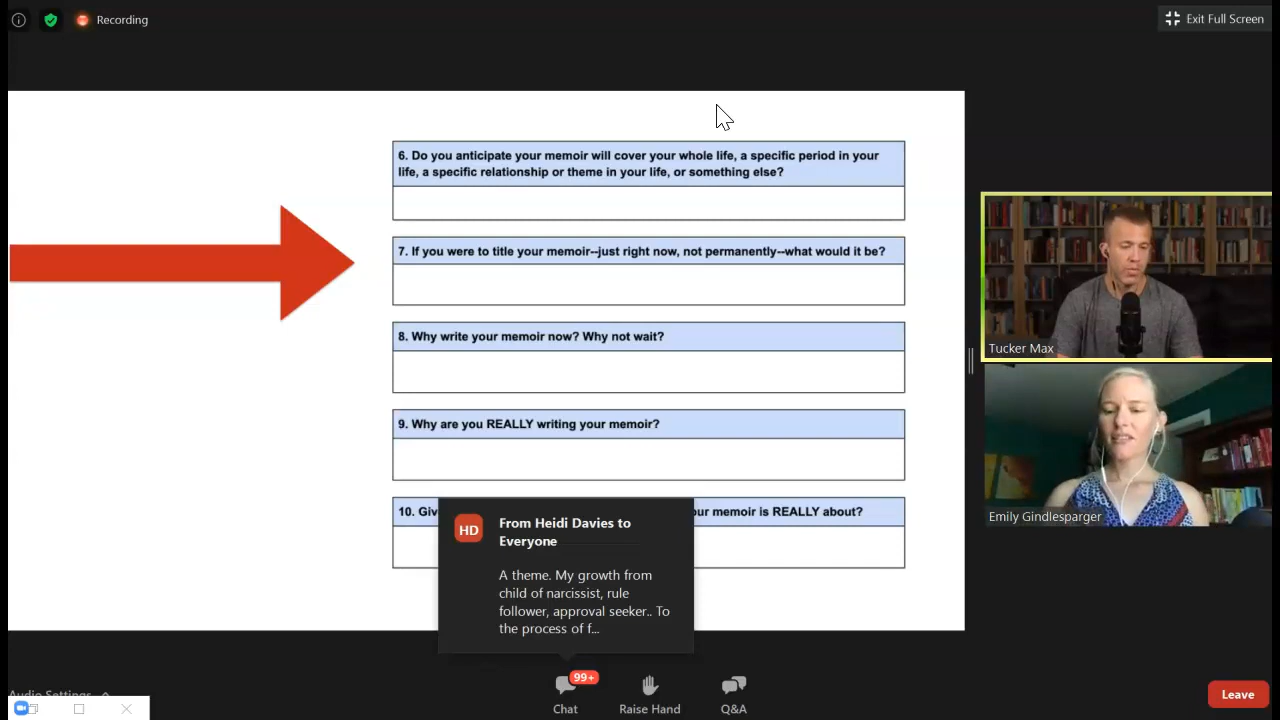 Recording
Exit Full Screen
6. Do you anticipate your memoir will cover your whole life, a specific period in your
life, a specific relationship or theme in your life, or something else?
7. If you were to title your memoir--just right now, not permanently--what would it be?
8. Why write your memoir now? Why not wait?
9. Why are you REALLY writing your memoir?
10. Giv
ur memoir is REALLY about?
HD
From Heidi Davies to
Everyone
A theme. My growth from
child of narcissist, rule
follower, approval seeker.. To
the process of f...
Tucker Max
Emily Gindlesparger
Audio Settings
99+
Chat
Raise Hand
Q&A
Leave